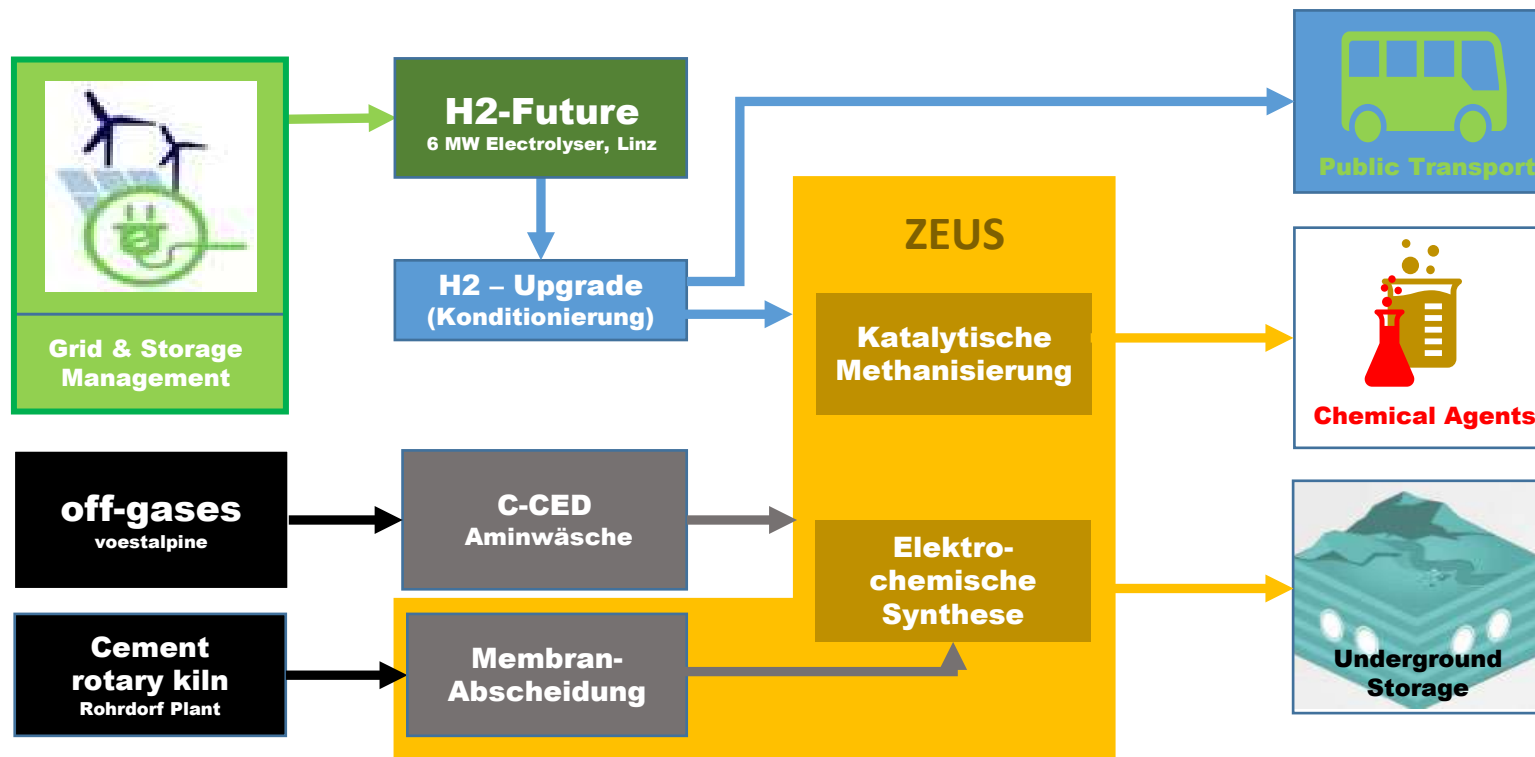 H2-Future
6 MW Electrolyser, Linz
Public Transport
ZEUS
H2 – Upgrade
(Konditionierung)
Grid & Storage
Management
Katalytische
Methanisierung
Chemical Agents
off-gases
voestalpine
C-CED
Aminwäsche
Elektro-
chemische
Synthese
Cement
rotary kiln
Rohrdorf Plant
Membran-
Abscheidung
Underground
Storage